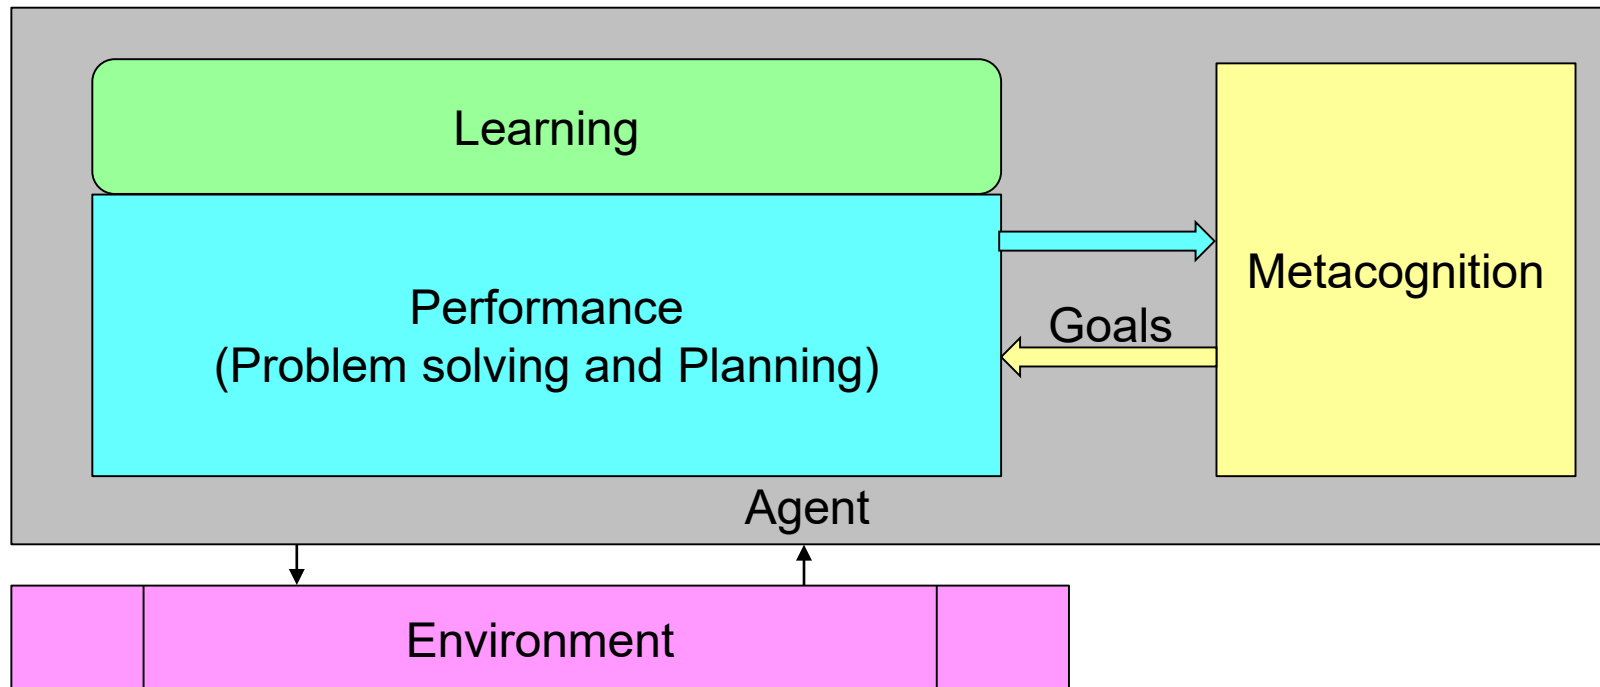 Learning
Performance
(Problem solving and Planning)
Goals
Metacognition
Agent
Environment